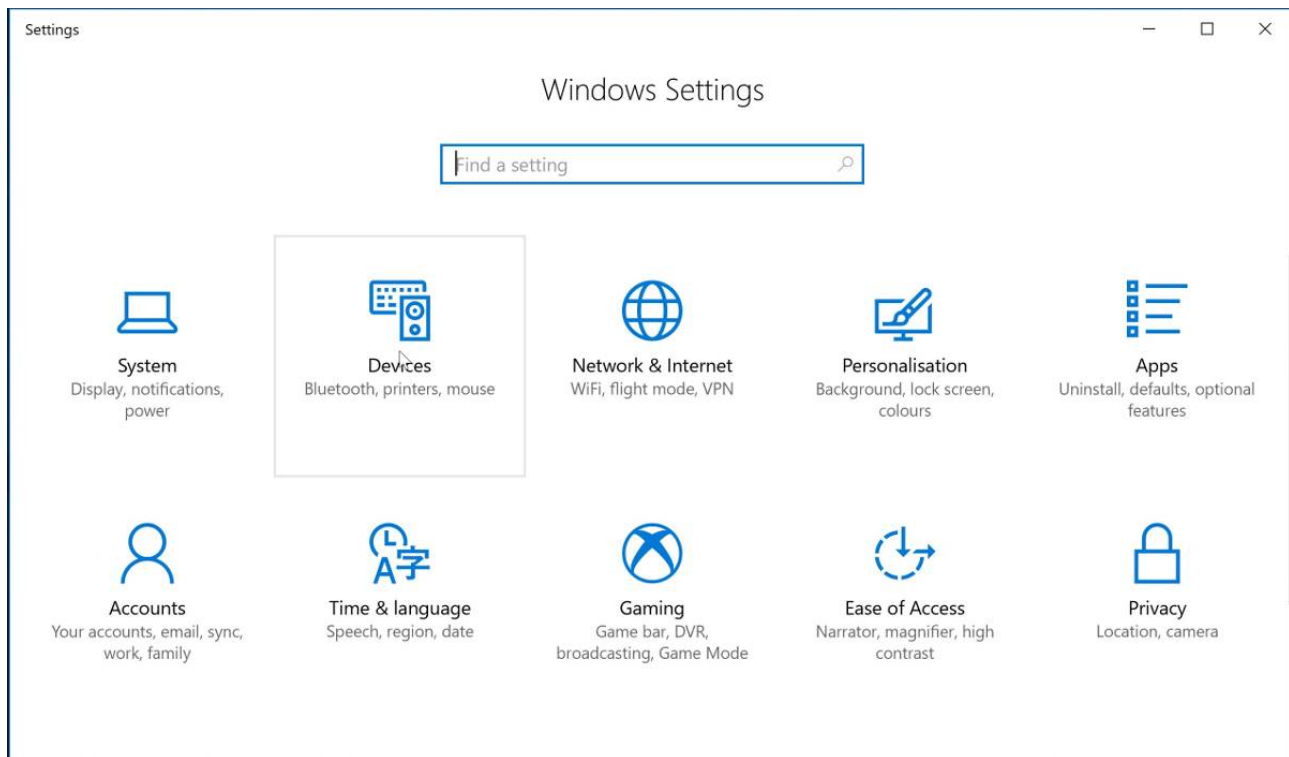 Settings
Windows Settings
Find a setting
System
Display, notifications,
power
Devices
Bluetooth, printers, mouse
Network & Internet
WiFi, flight mode, VPN
Personalisation
Background, lock screen,
colours
Apps
Uninstall, defaults, optional
features
Accounts
Your accounts, email, sync,
work, family
Time & language
Speech, region, date
Gaming
Game bar, DVR,
broadcasting, Game Mode
Ease of Access
Narrator, magnifier, high
contrast
Privacy
Location, camera